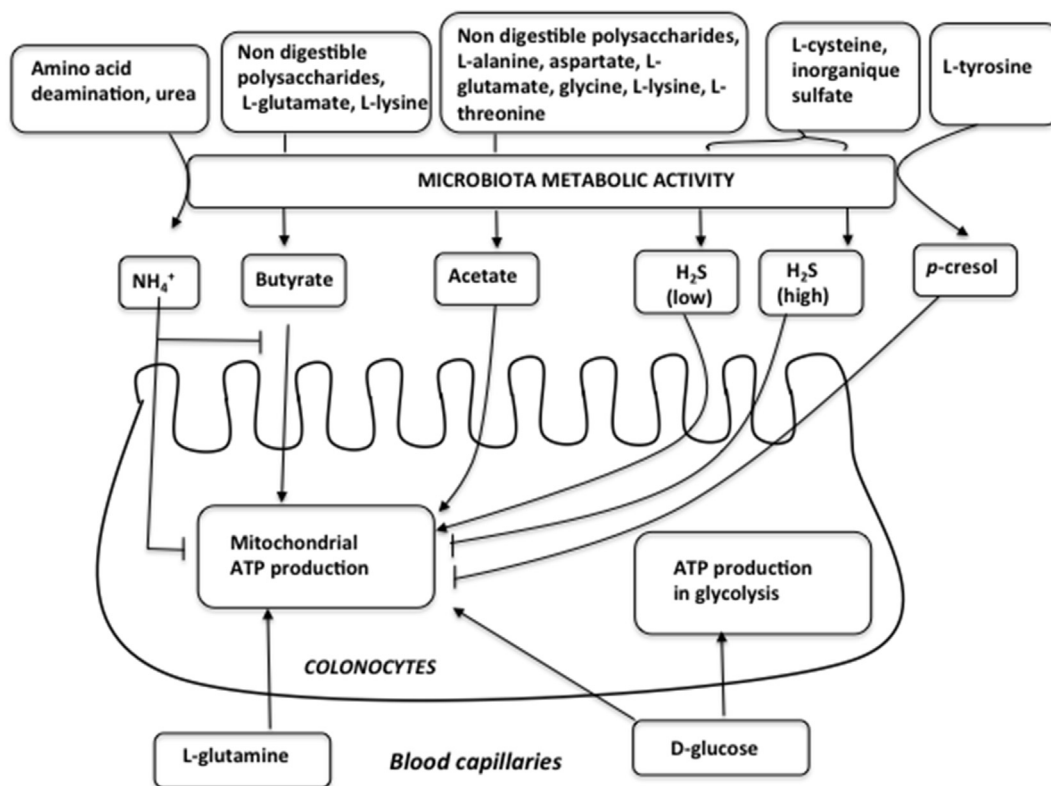 Amino acid
deamination, urea
Non digestible
polysaccharides,
L-glutamate, L-lysine
Non digestible polysaccharides,
L-alanine, aspartate, L-
glutamate, glycine, L-lysine, L-
threonine
L-cysteine,
inorganique
sulfate
L-tyrosine
MICROBIOTA METABOLIC ACTIVITY
NH₄⁺
Butyrate
Acetate
H₂S
(low)
H₂S
(high)
p-cresol
Mitochondrial
ATP production
ATP production
in glycolysis
COLONOCYTES
L-glutamine
Blood capillaries
D-glucose